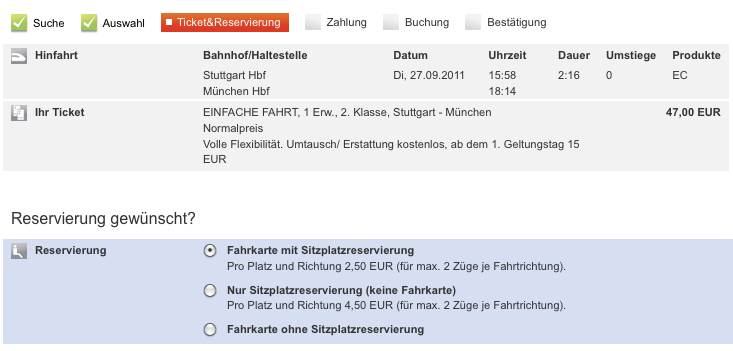 Suche Auswahl Ticket&Reservierung Zahlung Buchung Bestätigung
Hinfahrt Bahnhof/Haltestelle Datum Uhrzeit Dauer Umstiege Produkte
Stuttgart Hbf Di, 27.09.2011 15:58 2:16 0 EC
München Hbf 18:14
Ihr Ticket EINFACHE FAHRT, 1 Erw., 2. Klasse, Stuttgart - München 47,00 EUR
Normalpreis
Volle Flexibilität. Umtausch/ Erstattung kostenlos, ab dem 1. Geltungstag 15
EUR
Reservierung gewünscht?
Reservierung Fahrkarte mit Sitzplatzreservierung
Pro Platz und Richtung 2,50 EUR (für max. 2 Züge je Fahrtrichtung).
Nur Sitzplatzreservierung (keine Fahrkarte)
Pro Platz und Richtung 4,50 EUR (für max. 2 Züge je Fahrtrichtung).
Fahrkarte ohne Sitzplatzreservierung